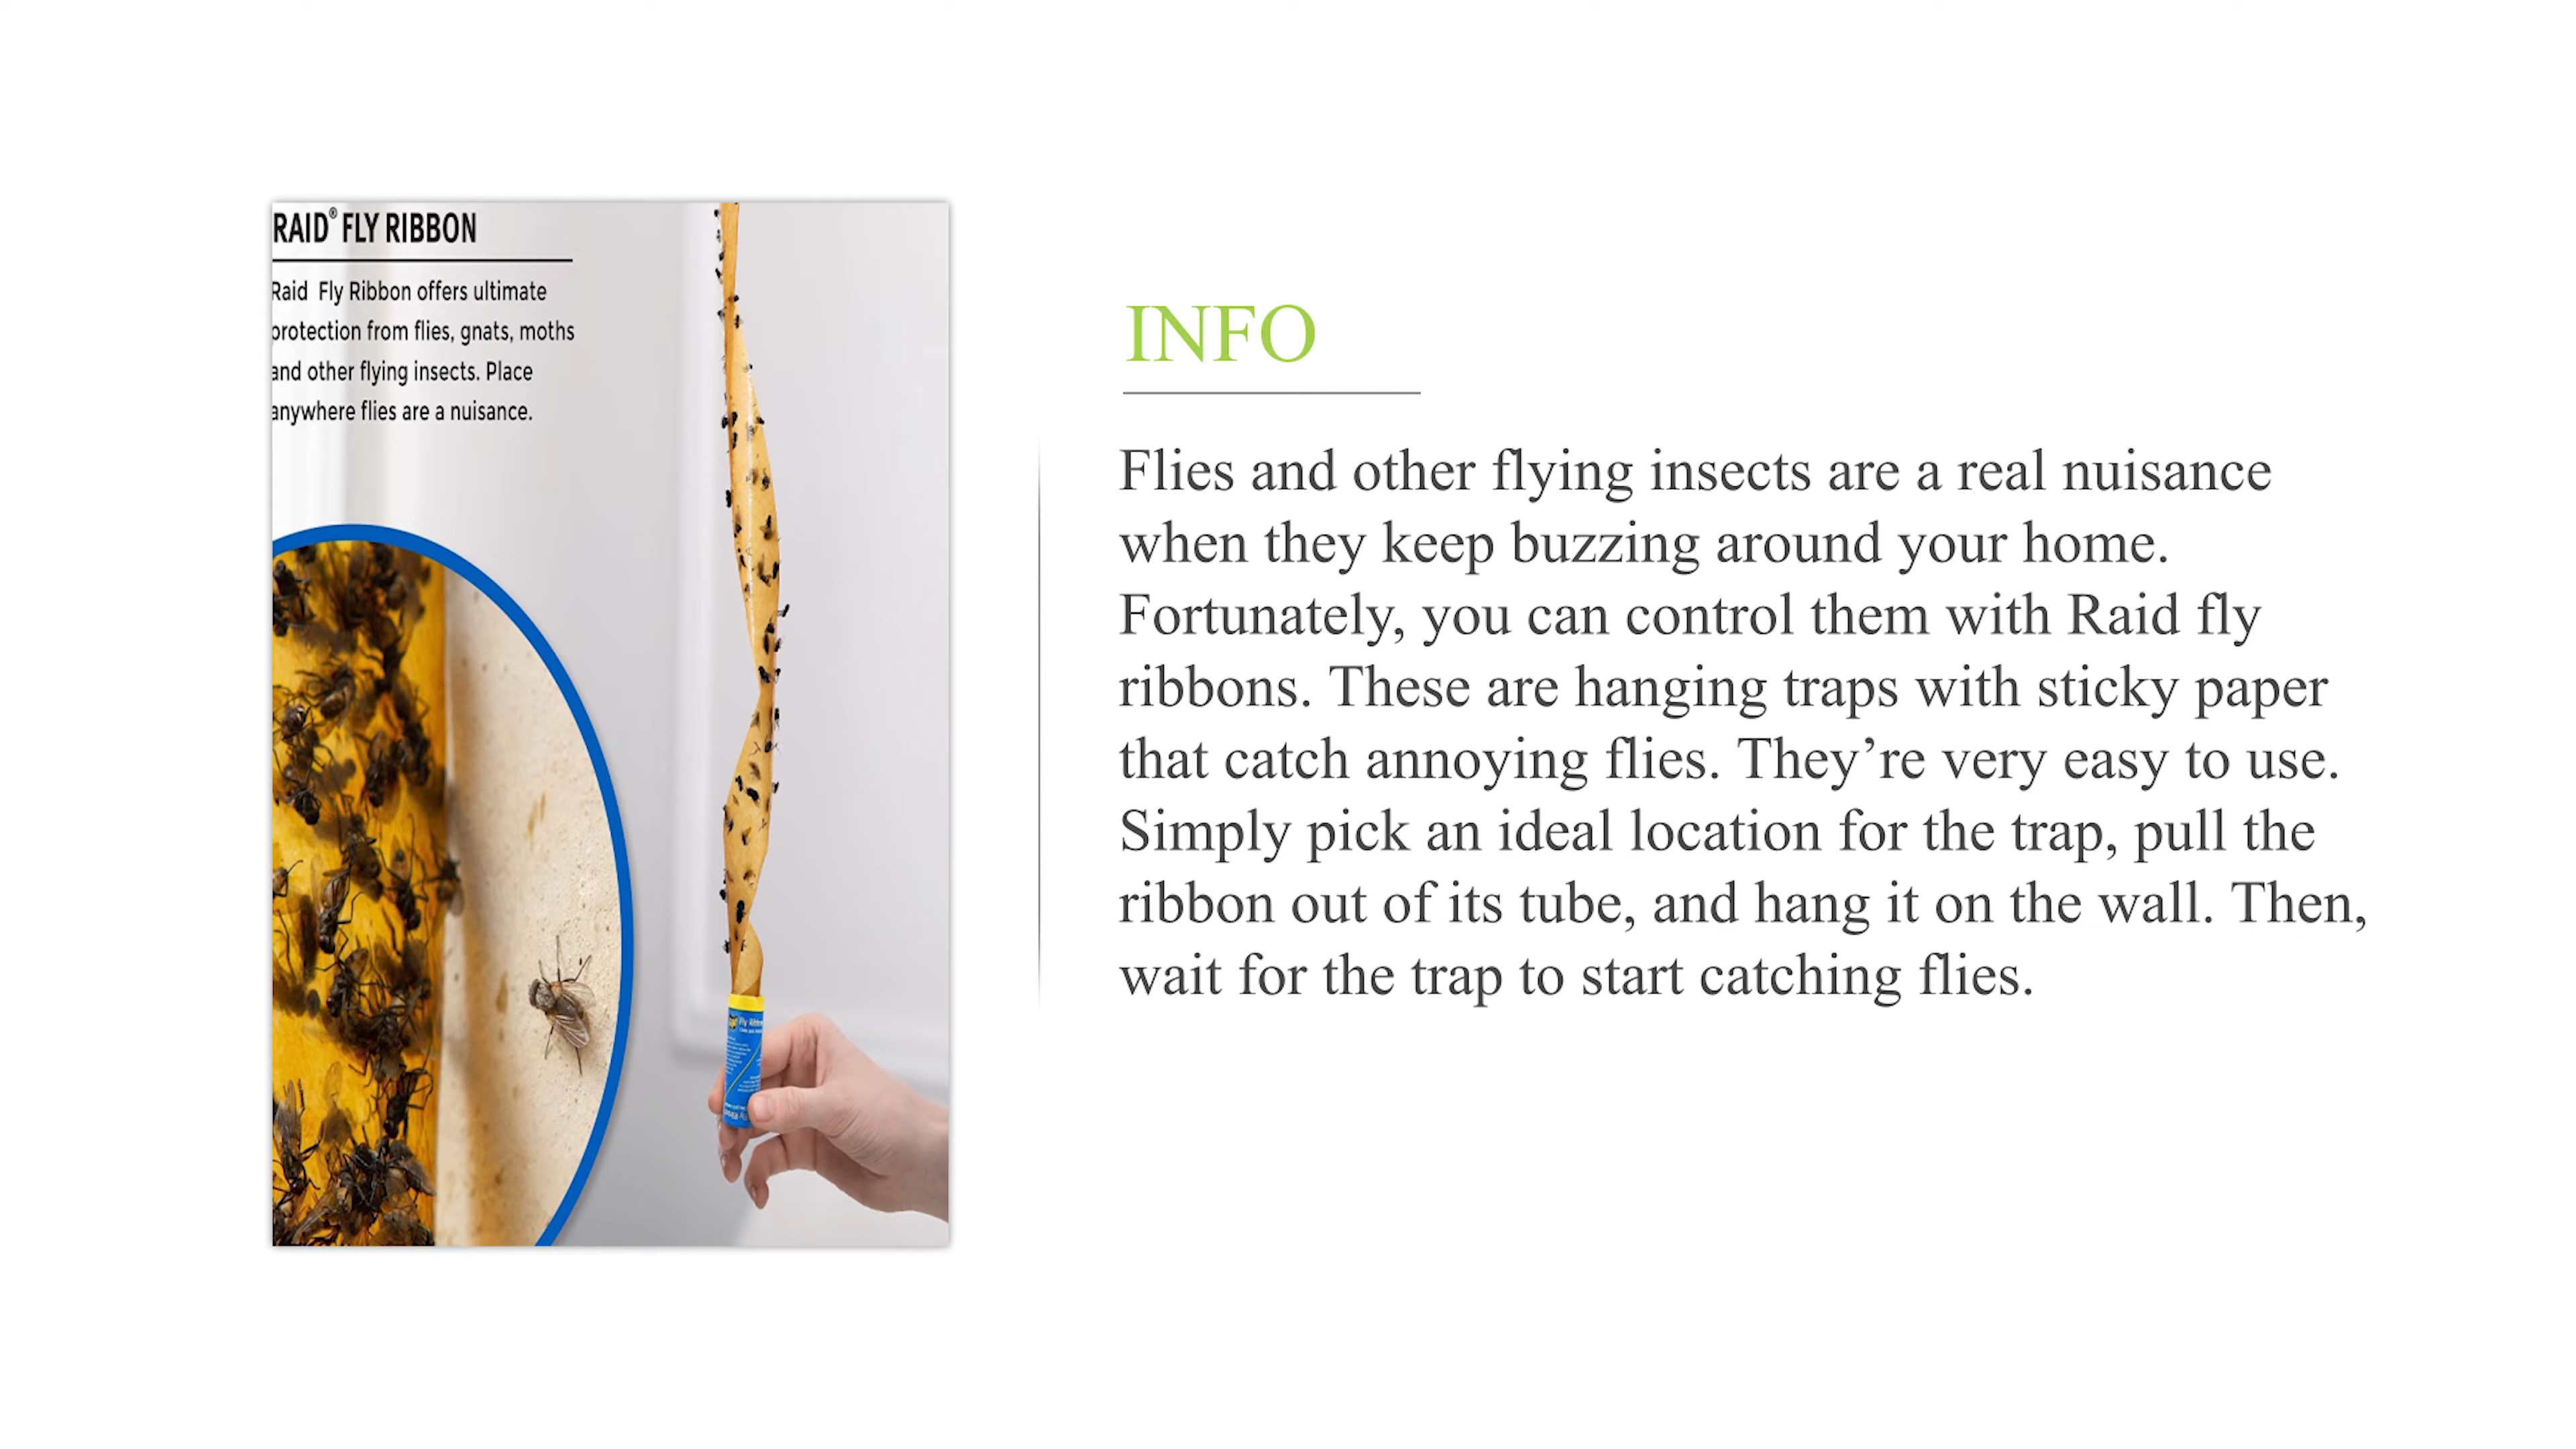 RAID® FLY RIBBON
Raid Fly Ribbon offers ultimate
protection from flies, gnats, moths
and other flying insects. Place
anywhere flies are a nuisance.
INFO
Flies and other flying insects are a real nuisance
when they keep buzzing around your home.
Fortunately, you can control them with Raid fly
ribbons. These are hanging traps with sticky paper
that catch annoying flies. They’re very easy to use.
Simply pick an ideal location for the trap, pull the
ribbon out of its tube, and hang it on the wall. Then,
wait for the trap to start catching flies.